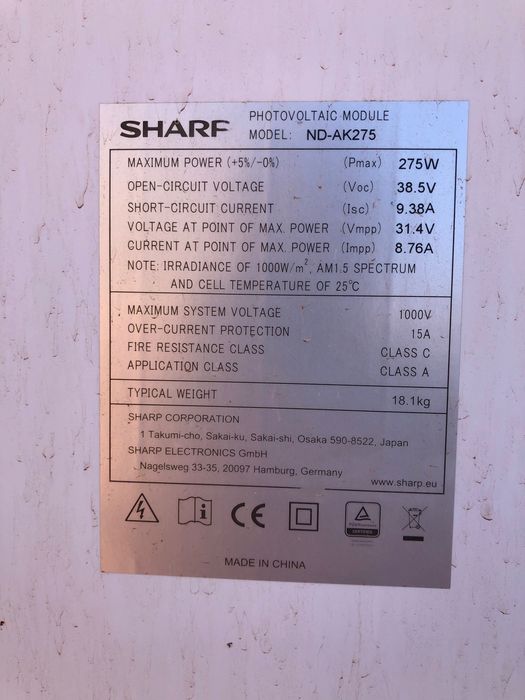 SHARP
PHOTOVOLTAIC MODULE
MODEL: ND-AK275
MAXIMUM POWER (+5%/-0%) (Pmax) 275W
OPEN-CIRCUIT VOLTAGE (Voc) 38.5V
SHORT-CIRCUIT CURRENT (Isc) 9.38A
VOLTAGE AT POINT OF MAX. POWER (Vmpp) 31.4V
CURRENT AT POINT OF MAX. POWER (Impp) 8.76A
NOTE: IRRADIANCE OF 1000W/m², AM1.5 SPECTRUM
AND CELL TEMPERATURE OF 25℃
MAXIMUM SYSTEM VOLTAGE 1000V
OVER-CURRENT PROTECTION 15A
FIRE RESISTANCE CLASS CLASS C
APPLICATION CLASS CLASS A
TYPICAL WEIGHT 18.1kg
SHARP CORPORATION
1 Takumi-cho, Sakai-ku, Sakai-shi, Osaka 590-8522, Japan
SHARP ELECTRONICS GmbH
Nagelsweg 33-35, 20097 Hamburg, Germany
www.sharp.eu
i CE
MADE IN CHINA